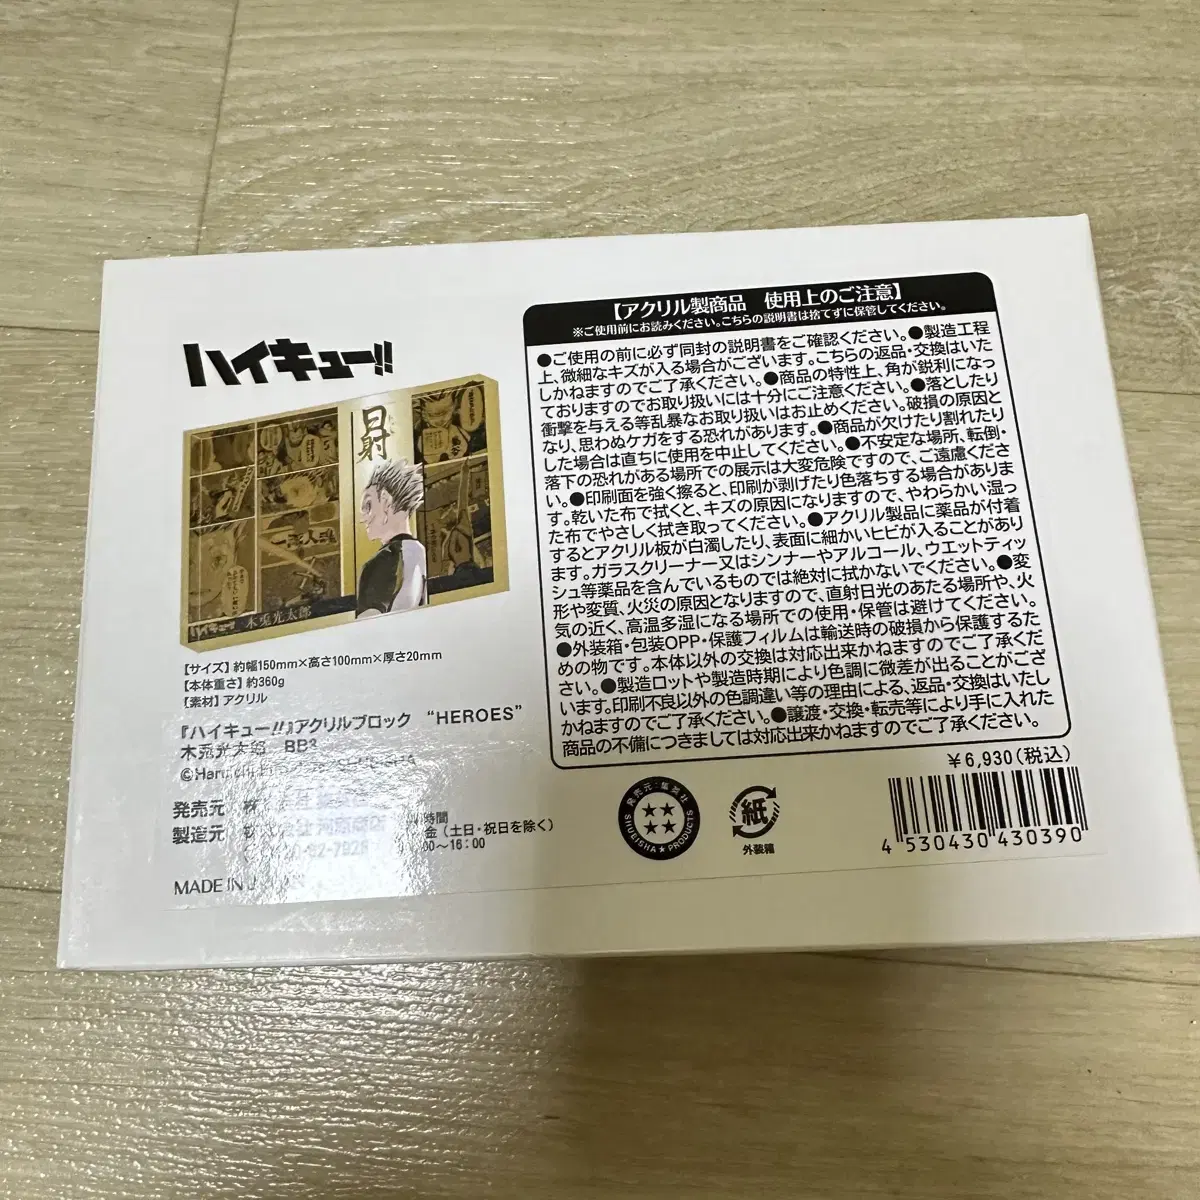 ハイキュー!!
日射
一球入魂
ハイキュー!! 木兎光太郎
【サイズ】約幅150mm×高さ100mm×厚さ20mm
【本体重さ】約360g
【素材】アクリル
『ハイキュー!!』アクリルブロック “HEROES”
木兎光太郎 BB3
発売元
製造元
時間
金(土日・祝日を除く)
00〜16:00
MADE IN
【アクリル製商品 使用上のご注意】
※ご使用前にお読みください。こちらの説明書は捨てずに保管してください。
●ご使用の前に必ず同封の説明書をご確認ください。●製造工程
上、微細なキズが入る場合がございます。こちらの返品・交換はいた
しかねますのでご了承ください。●商品の特性上、角が鋭利になっ
ておりますのでお取り扱いには十分にご注意ください。●落としたり
衝撃を与える等乱暴なお取り扱いはお止めください。破損の原因と
なり、思わぬケガをする恐れがあります。●商品が欠けたり割れたり
した場合は直ちに使用を中止してください。●不安定な場所、転倒・
落下の恐れがある場所での展示は大変危険ですので、ご遠慮くださ
い。●印刷面を強く擦ると、印刷が剥げたり色落ちする場合がありま
す。乾いた布で拭くと、キズの原因になりますので、やわらかい湿っ
た布でやさしく拭き取ってください。●アクリル製品に薬品が付着
するとアクリル板が白濁したり、表面に細かいヒビが入ることがあり
ます。ガラスクリーナー又はシンナーやアルコール、ウエットティッ
シュ等薬品を含んでいるものでは絶対に拭かないでください。●変
形や変質、火災の原因となりますので、直射日光のあたる場所や、火
気の近く、高温多湿になる場所での使用・保管は避けてください。
●外装箱・包装OPP・保護フィルムは輸送時の破損から保護するた
めの物です。本体以外の交換は対応出来かねますのでご了承くださ
い。●製造ロットや製造時期により色調に微差が出ることがござ
います。印刷不良以外の色調違い等の理由による、返品・交換はいたし
かねますのでご了承ください。●譲渡・交換・転売等により手に入れた
商品の不備につきましては対応出来かねますのでご了承ください。
¥6,930(税込)
発売元:集英社
SHUEISHA★PRODUCTS
紙
外装箱
4 530430 430390